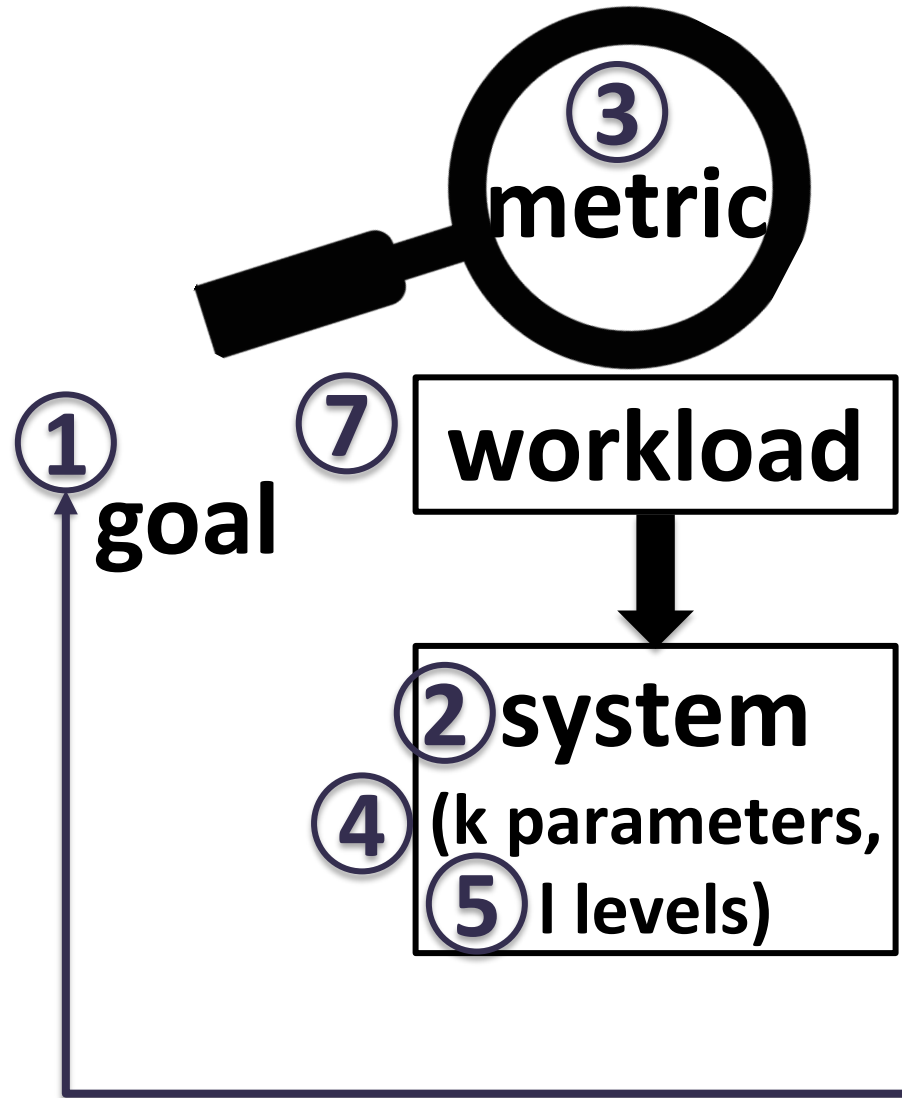 3
metric
7
workload
1
goal
2 system
4 (k parameters,
5 l levels)